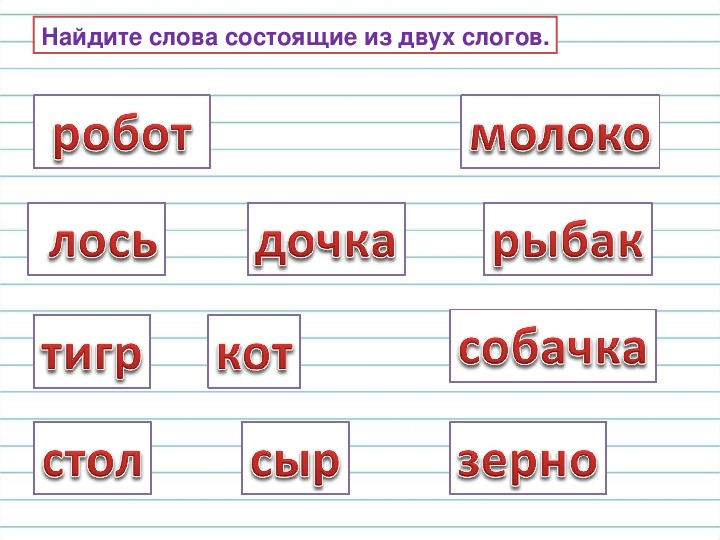 Найдите слова состоящие из двух слогов.
робот молоко
лось дочка рыбак
тигр кот собачка
стол сыр зерно